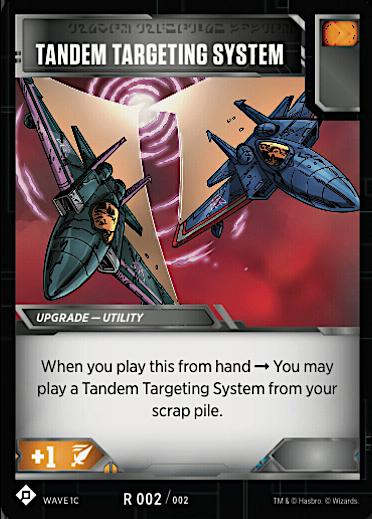 TANDEM TARGETING SYSTEM
UPGRADE – UTILITY
When you play this from hand → You may
play a Tandem Targeting System from your
scrap pile.
+1
WAVE 1C R 002 / 002 TM & © Hasbro. © Wizards.